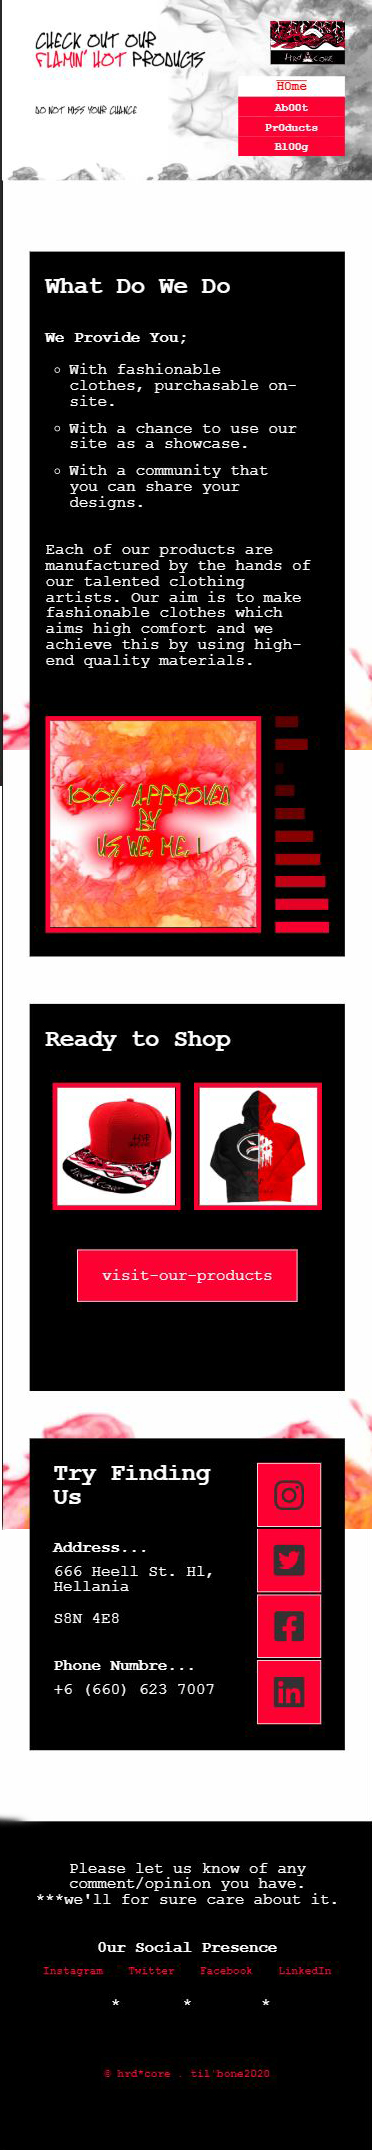 CHECK OUT OUR
FLAMIN' HOT PRODUCTS
DO NOT MISS YOUR CHANCE
HRD CORE
H0me
Ab00t
Pr0ducts
Bl00g
What Do We Do
We Provide You;
With fashionable
clothes, purchasable on-
site.
With a chance to use our
site as a showcase.
With a community that
you can share your
designs.
Each of our products are
manufactured by the hands of
our talented clothing
artists. Our aim is to make
fashionable clothes which
aims high comfort and we
achieve this by using high-
end quality materials.
100% APPROVED
BY
US, WE, ME, I
Ready to Shop
visit-our-products
Try Finding
Us
Address...
666 Heell St. Hl,
Hellania
S8N 4E8
Phone Numbre...
+6 (660) 623 7007
Please let us know of any
comment/opinion you have.
***we'll for sure care about it.
0ur Social Presence
Instagram Twitter Facebook LinkedIn
* * *
© hrd*core . til'bone2020